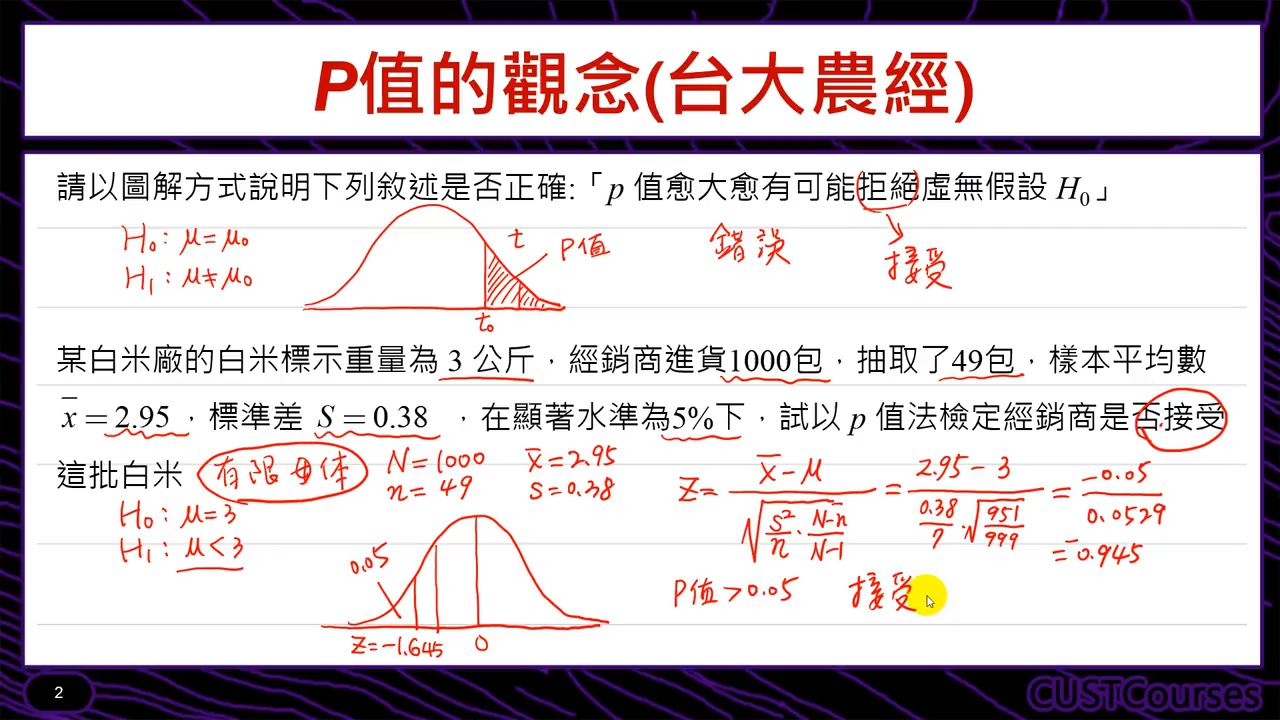 P值的觀念(台大農經)
請以圖解方式說明下列敘述是否正確:「p 值愈大愈有可能拒絕虛無假設 H₀」
H₀: μ=μ₀
H₁: μ≠μ₀
t
P值
t₀
錯誤
接受
某白米廠的白米標示重量為 3 公斤，經銷商進貨1000包，抽取了49包，樣本平均數
x̄ = 2.95，標準差 S = 0.38，在顯著水準為5%下，試以 p 值法檢定經銷商是否接受
這批白米
有限母体
N=1000
n=49
x̄=2.95
s=0.38
H₀: μ=3
H₁: μ<3
0.05
Z=-1.645
0
Z= (x̄-μ)/√(s²/n · (N-n)/(N-1)) = (2.95-3)/(0.38/7 · √(951/999)) = -0.05/0.0529
=-0.945
P值>0.05 接受
2
CUSTCourses